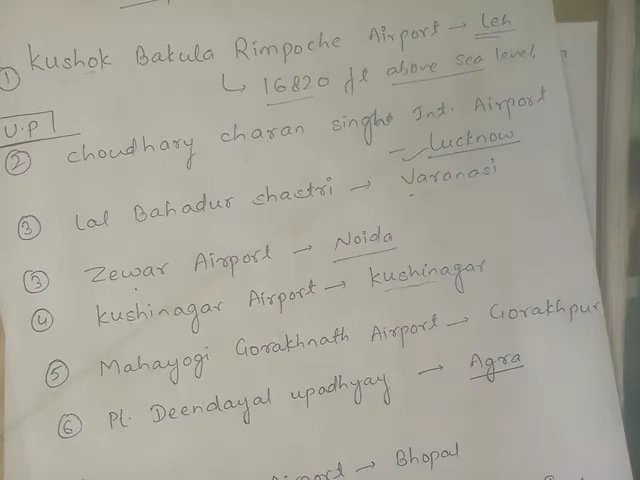 ① Kushok Bakula Rimpoche Airport → Leh
↳ 16820 ft above sea level
U.P
② Choudhary charan singh Int. Airport
– ✓ Lucknow
③ Lal Bahadur Shastri → Varanasi
③ Zewar Airport → Noida
④ Kushinagar Airport → Kushinagar
⑤ Mahayogi Gorakhnath Airport → Gorakhpur
⑥ Pt. Deendayal upadhyay → Agra
Airport → Bhopal